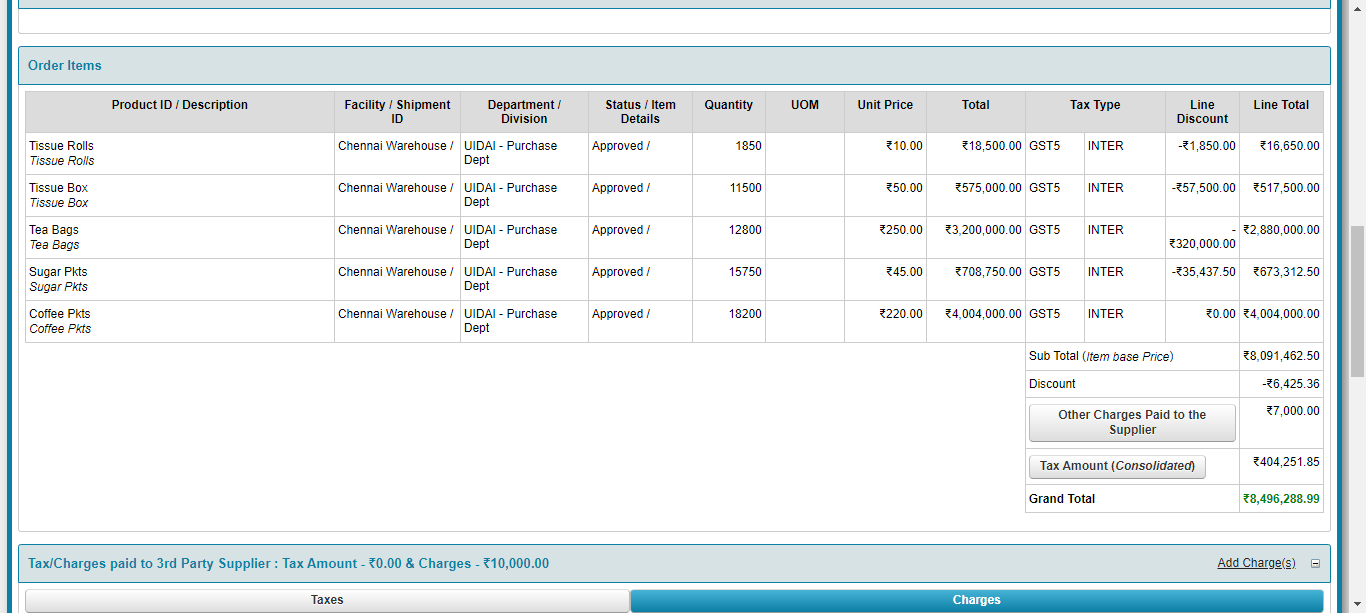 Order Items
Product ID / Description Facility / Shipment ID Department / Division Status / Item Details Quantity UOM Unit Price Total Tax Type Line Discount Line Total
Tissue Rolls Chennai Warehouse / UIDAI - Purchase Dept Approved / 1850 ₹10.00 ₹18,500.00 GST5 INTER -₹1,850.00 ₹16,650.00
Tissue Rolls
Tissue Box Chennai Warehouse / UIDAI - Purchase Dept Approved / 11500 ₹50.00 ₹575,000.00 GST5 INTER -₹57,500.00 ₹517,500.00
Tissue Box
Tea Bags Chennai Warehouse / UIDAI - Purchase Dept Approved / 12800 ₹250.00 ₹3,200,000.00 GST5 INTER -₹320,000.00 ₹2,880,000.00
Tea Bags
Sugar Pkts Chennai Warehouse / UIDAI - Purchase Dept Approved / 15750 ₹45.00 ₹708,750.00 GST5 INTER -₹35,437.50 ₹673,312.50
Sugar Pkts
Coffee Pkts Chennai Warehouse / UIDAI - Purchase Dept Approved / 18200 ₹220.00 ₹4,004,000.00 GST5 INTER ₹0.00 ₹4,004,000.00
Coffee Pkts
Sub Total (Item base Price) ₹8,091,462.50
Discount -₹6,425.36
Other Charges Paid to the Supplier ₹7,000.00
Tax Amount (Consolidated) ₹404,251.85
Grand Total ₹8,496,288.99
Tax/Charges paid to 3rd Party Supplier : Tax Amount - ₹0.00 & Charges - ₹10,000.00 Add Charge(s)
Taxes Charges